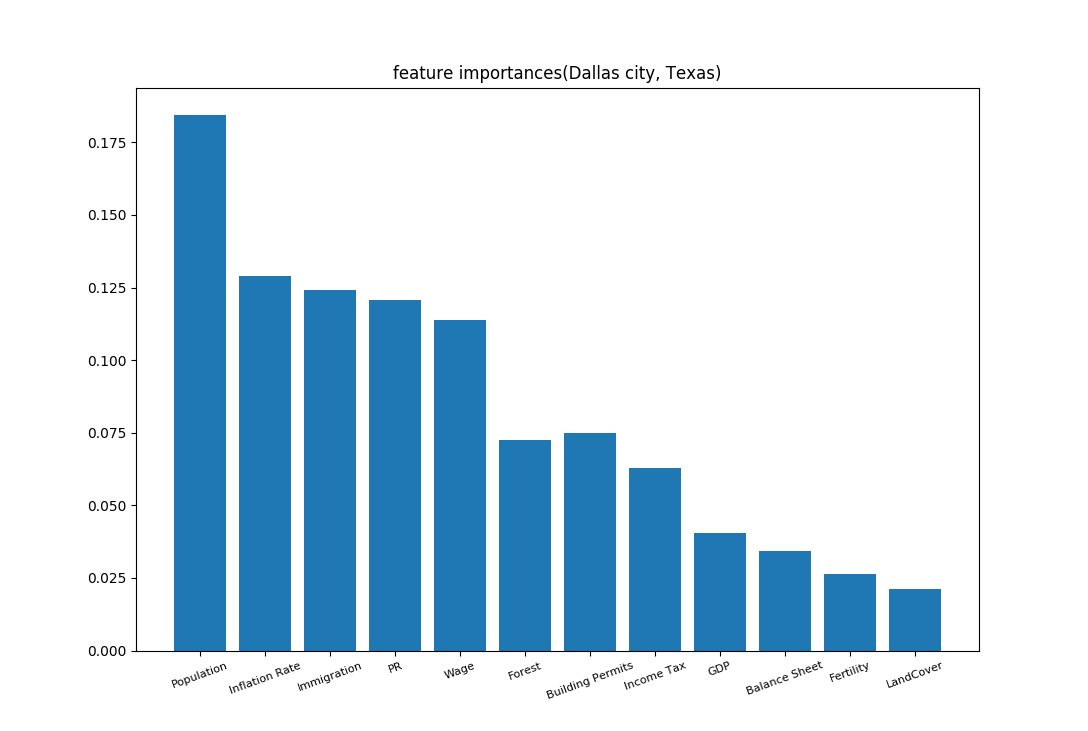 feature importances(Dallas city, Texas)
0.175
0.150
0.125
0.100
0.075
0.050
0.025
0.000
Population
Inflation Rate
Immigration
PR
Wage
Forest
Building Permits
Income Tax
GDP
Balance Sheet
Fertility
LandCover